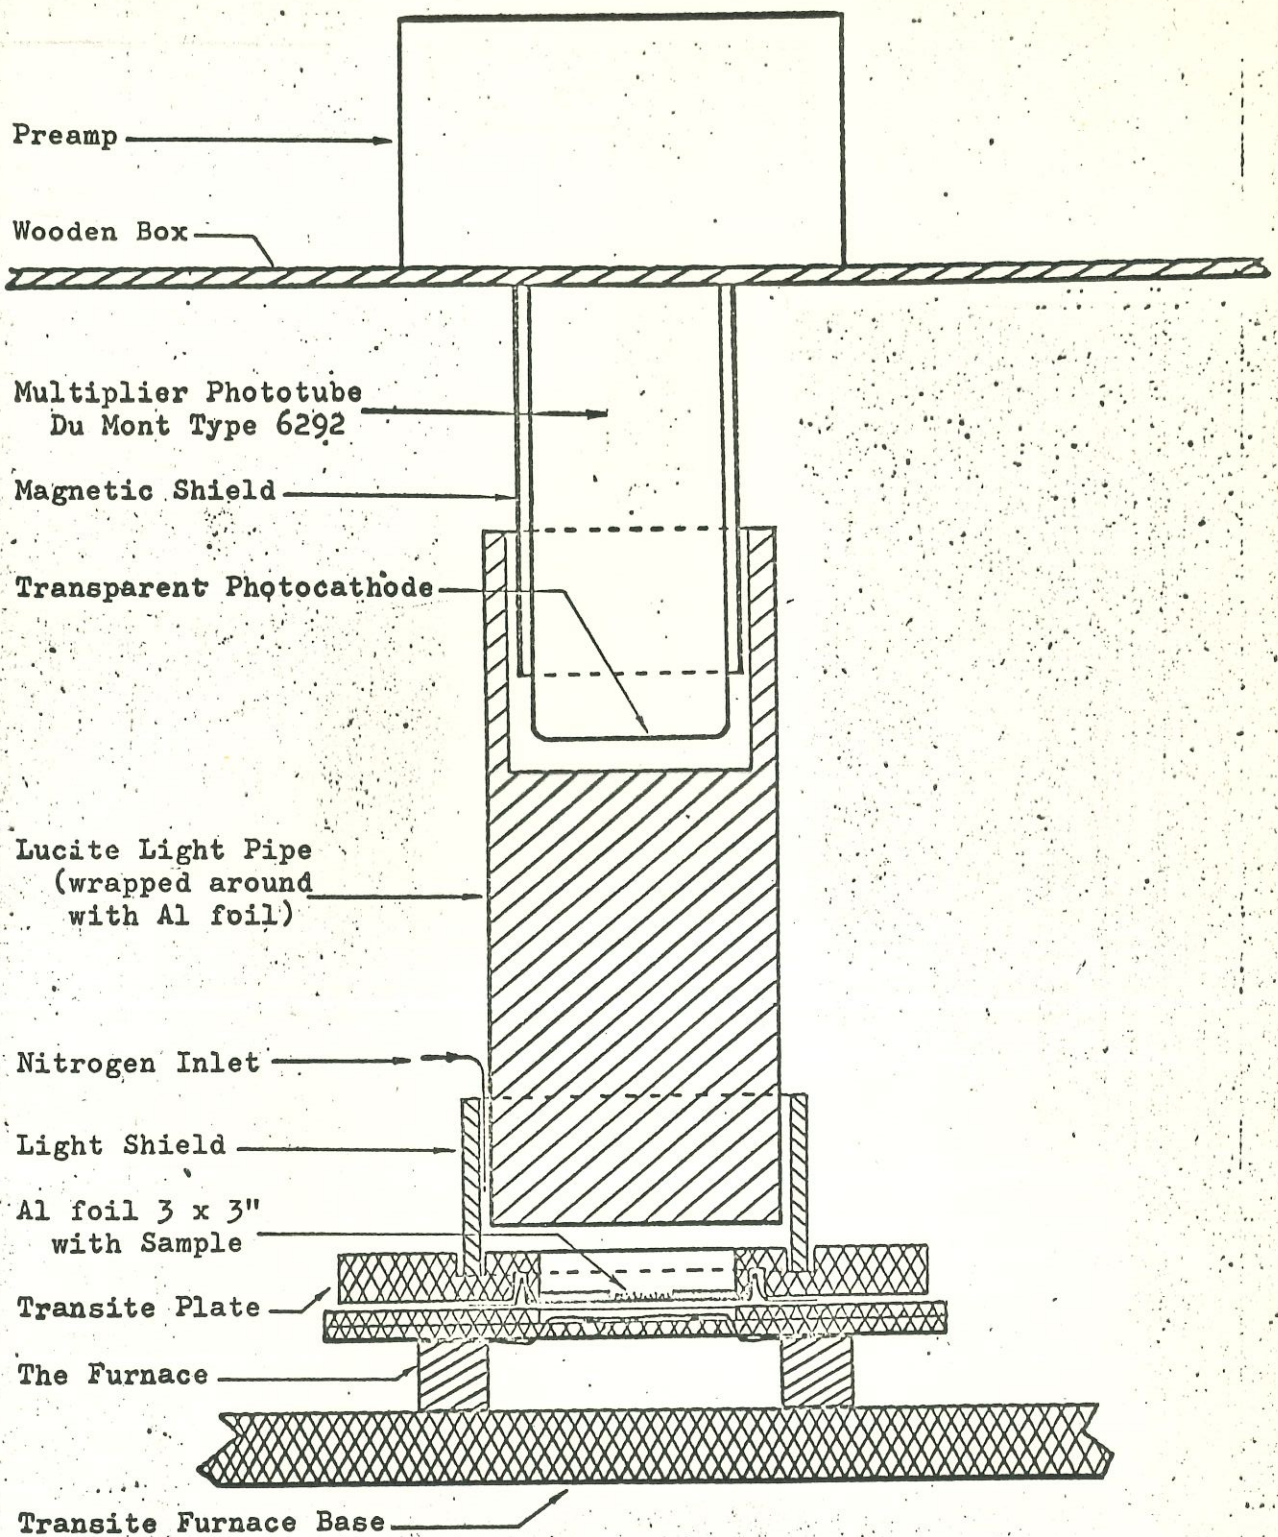 Preamp
Wooden Box
Multiplier Phototube
Du Mont Type 6292
Magnetic Shield
Transparent Photocathode
Lucite Light Pipe
(wrapped around
with Al foil)
Nitrogen Inlet
Light Shield
Al foil 3 x 3"
with Sample
Transite Plate
The Furnace
Transite Furnace Base